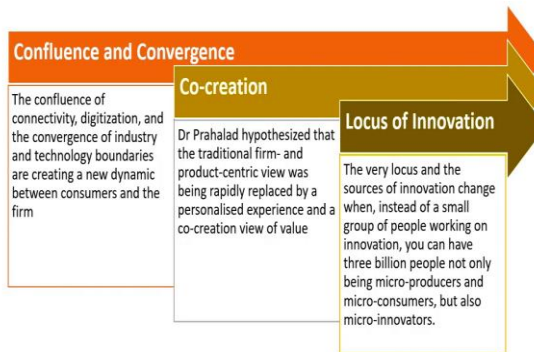 Confluence and Convergence
The confluence of
connectivity, digitization, and
the convergence of industry
and technology boundaries
are creating a new dynamic
between consumers and the
firm
Co-creation
Dr Prahalad hypothesized that
the traditional firm- and
product-centric view was
being rapidly replaced by a
personalised experience and a
co-creation view of value
Locus of Innovation
The very locus and the
sources of innovation change
when, instead of a small
group of people working on
innovation, you can have
three billion people not only
being micro-producers and
micro-consumers, but also
micro-innovators.